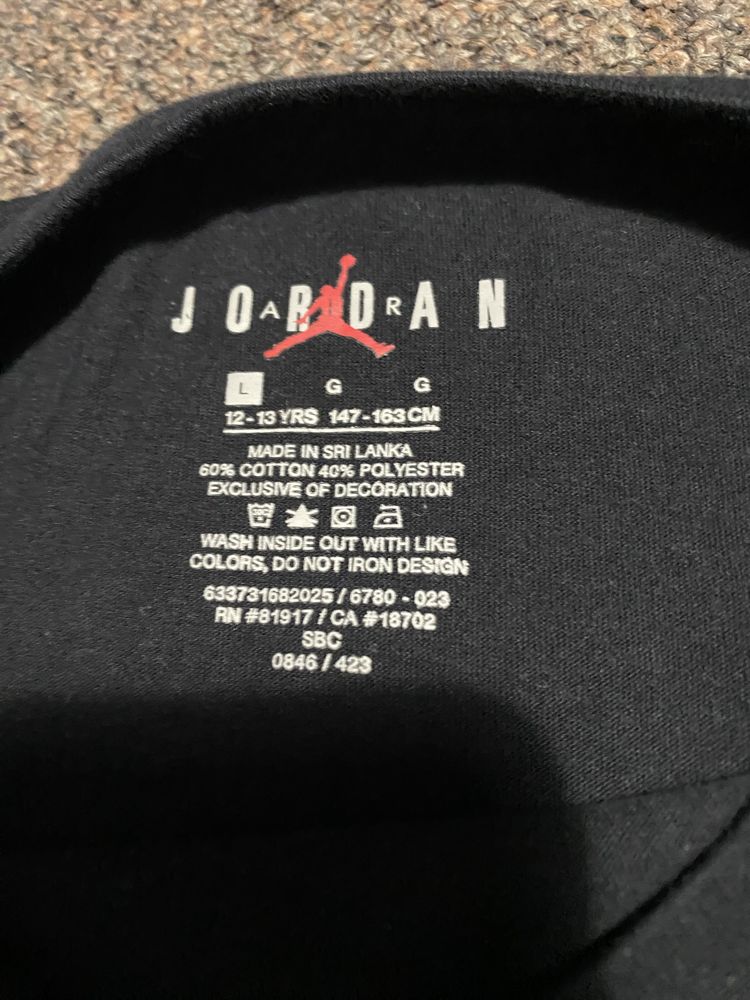 JORDAN
AIR
L G G
12-13 YRS 147-163 CM
MADE IN SRI LANKA
60% COTTON 40% POLYESTER
EXCLUSIVE OF DECORATION
30C
WASH INSIDE OUT WITH LIKE
COLORS, DO NOT IRON DESIGN
633731682025 / 6780 - 023
RN #81917 / CA #18702
SBC
0846 / 423